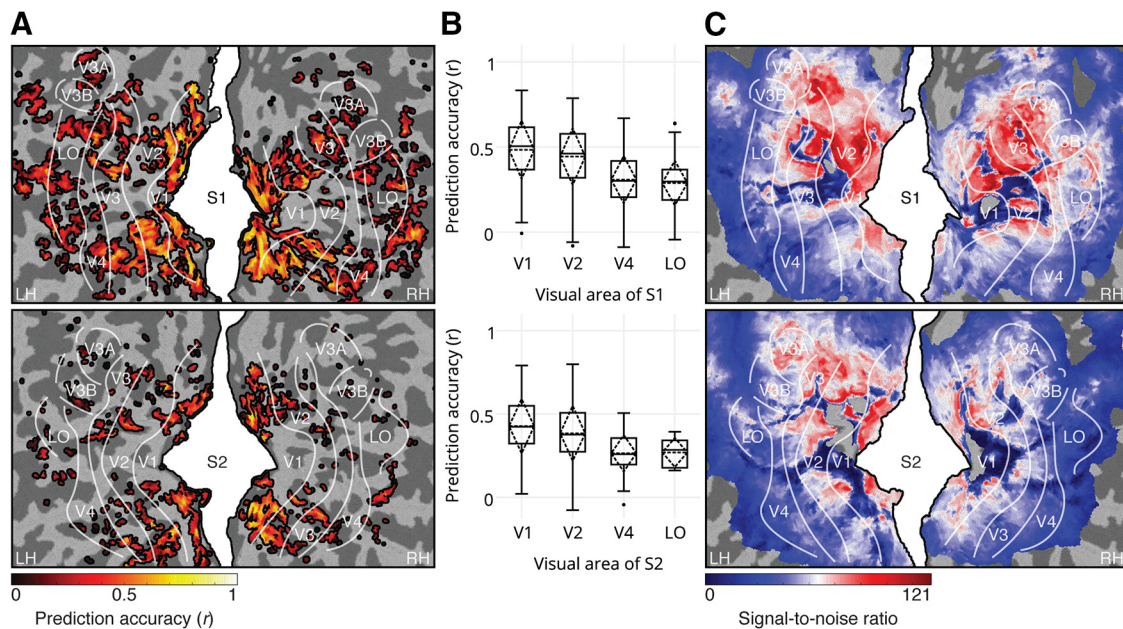 A
V3A
V3B
LO
V2
V3
V1
V4
LH
S1
V3A
V3
V3B
V1
V2
LO
V4
RH
V3A
V3B
V3
LO
V2
V1
V4
LH
S2
V3A
V3B
V2
V1
LO
V4
V3
RH
0
0.5
1
Prediction accuracy (r)
B
Prediction accuracy (r)
1
0.5
0
V1
V2
V4
LO
Visual area of S1
Prediction accuracy (r)
1
0.5
0
V1
V2
V4
LO
Visual area of S2
C
V3A
V3B
LO
V2
V3
V4
LH
S1
V3A
V3B
V3
V1
V2
LO
V4
RH
V3A
V3
V3B
LO
V2
V1
V4
LH
S2
V3A
V3B
V2
V1
LO
V4
V3
RH
0
121
Signal-to-noise ratio